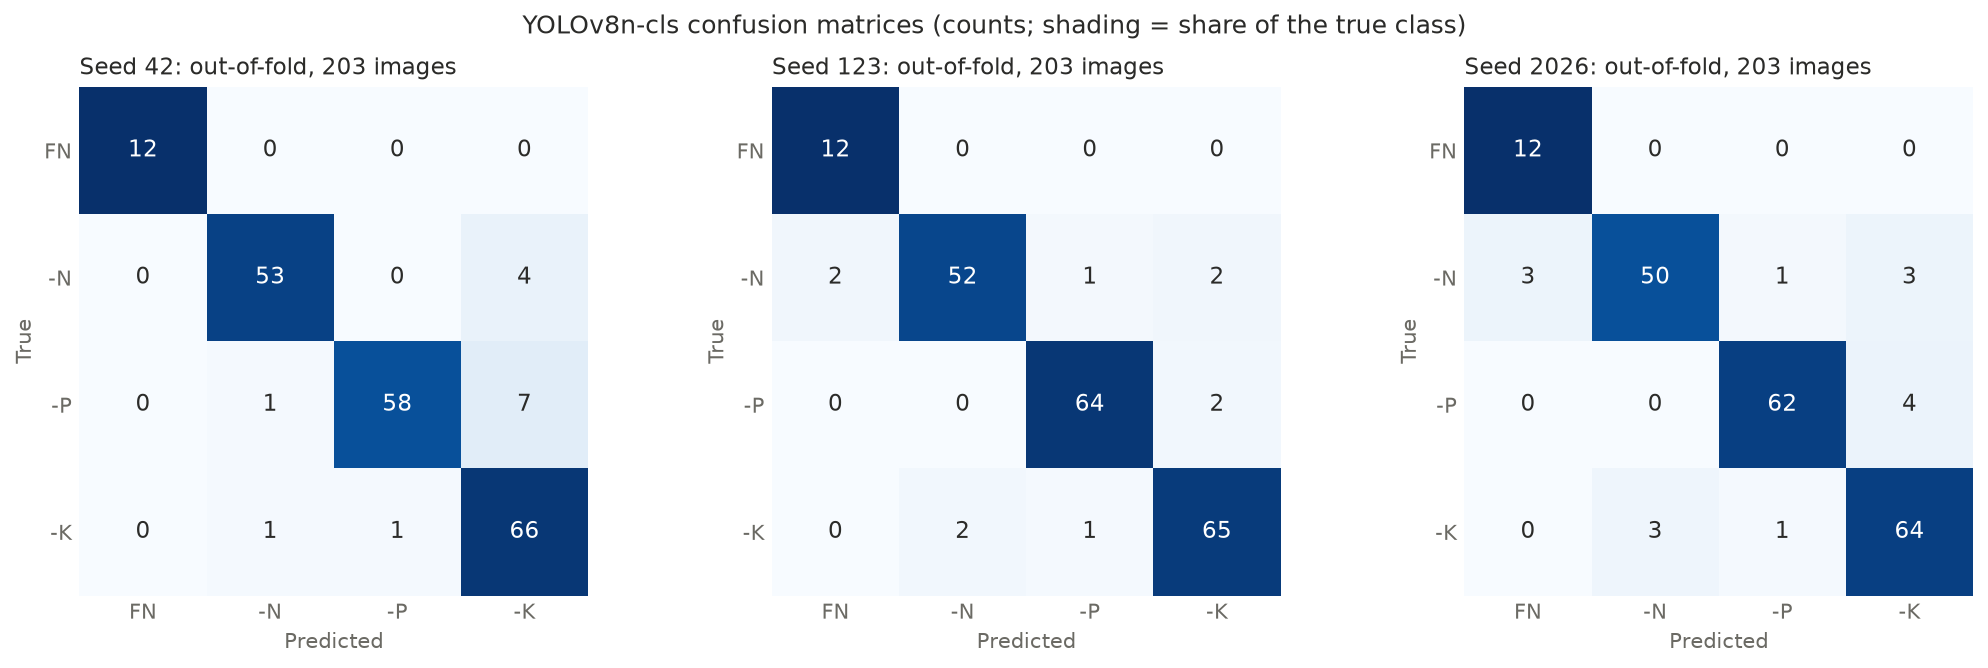 YOLOv8n-cls confusion matrices (counts; shading = share of the true class)
Seed 42: out-of-fold, 203 images
True
FN 12 0 0 0
-N 0 53 0 4
-P 0 1 58 7
-K 0 1 1 66
FN -N -P -K
Predicted
Seed 123: out-of-fold, 203 images
True
FN 12 0 0 0
-N 2 52 1 2
-P 0 0 64 2
-K 0 2 1 65
FN -N -P -K
Predicted
Seed 2026: out-of-fold, 203 images
True
FN 12 0 0 0
-N 3 50 1 3
-P 0 0 62 4
-K 0 3 1 64
FN -N -P -K
Predicted